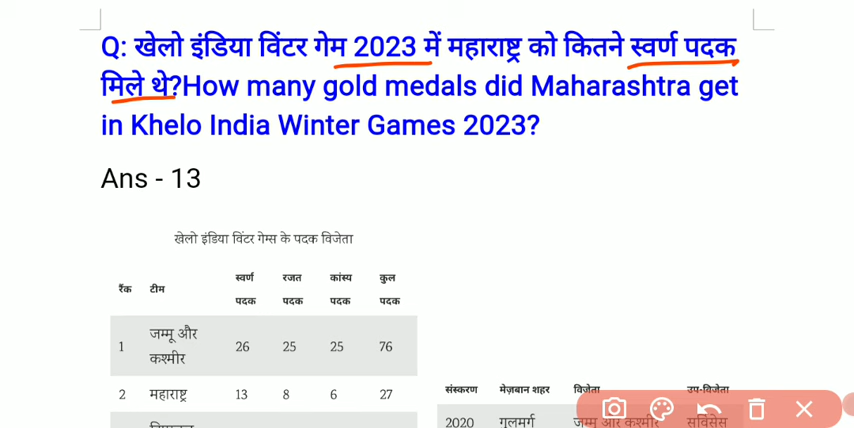 Q: खेलो इंडिया विंटर गेम 2023 में महाराष्ट्र को कितने स्वर्ण पदक
मिले थे?How many gold medals did Maharashtra get
in Khelo India Winter Games 2023?
Ans - 13
खेलो इंडिया विंटर गेम्स के पदक विजेता
रैंक टीम स्वर्ण पदक रजत पदक कांस्य पदक कुल पदक
1 जम्मू और कश्मीर 26 25 25 76
2 महाराष्ट्र 13 8 6 27
संस्करण मेज़बान शहर विजेता उप-विजेता
2020 गुलमर्ग जम्मू और कश्मीर सर्विसेस